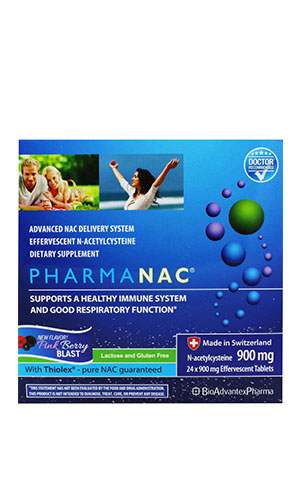 DOCTOR
RECOMMENDED
ADVANCED NAC DELIVERY SYSTEM
EFFERVESCENT N-ACETYLCYSTEINE
DIETARY SUPPLEMENT
PHARMANAC®
SUPPORTS A HEALTHY IMMUNE SYSTEM
AND GOOD RESPIRATORY FUNCTION*
NEW FLAVOR!
Pink Berry
BLAST
Lactose and Gluten Free
With Thiolex® - pure NAC guaranteed
Made in Switzerland
N-acetylcysteine 900 mg
24 x 900 mg Effervescent Tablets
*THIS STATEMENT HAS NOT BEEN EVALUATED BY THE FOOD AND DRUG ADMINISTRATION.
THIS PRODUCT IS NOT INTENDED TO DIAGNOSE, TREAT, CURE, OR PREVENT ANY DISEASE.
BioAdvantexPharma